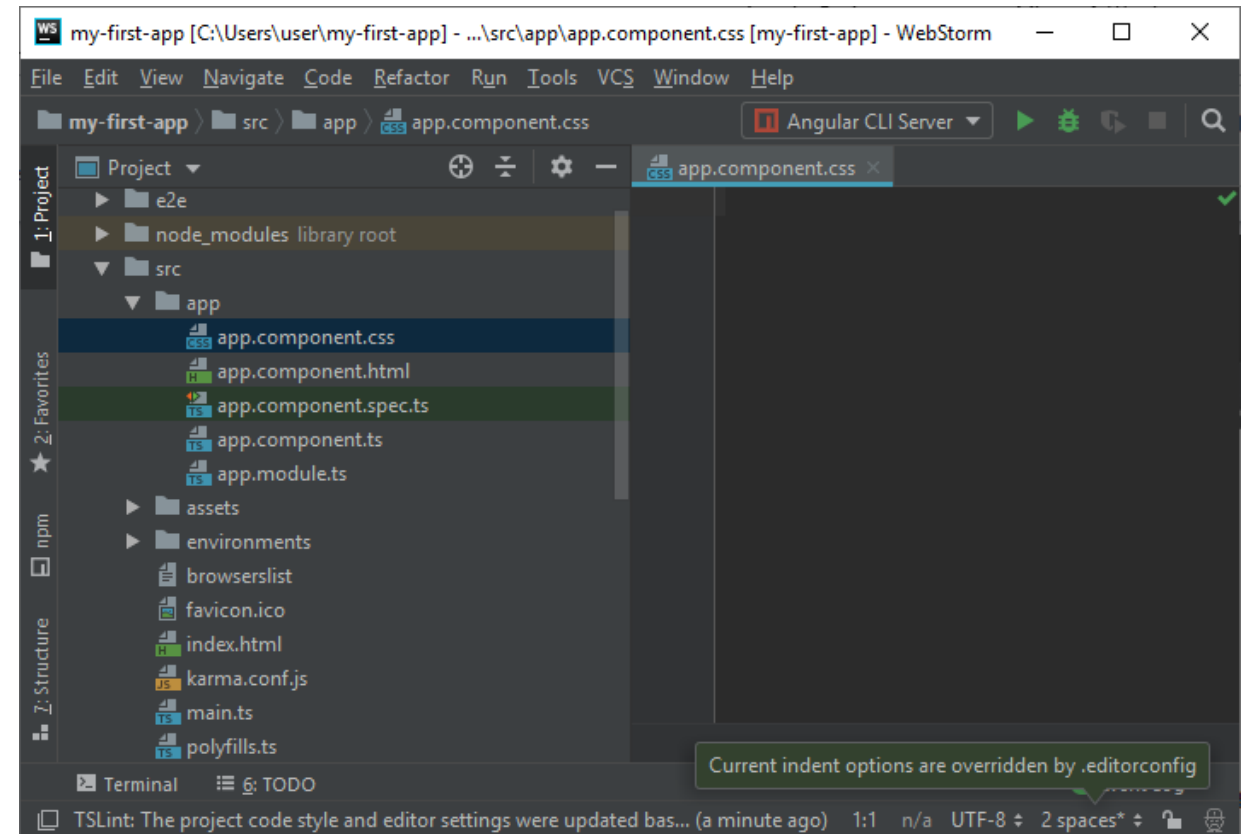 WS my-first-app [C:\Users\user\my-first-app] - ...\src\app\app.component.css [my-first-app] - WebStorm
File Edit View Navigate Code Refactor Run Tools VCS Window Help
my-first-app src app app.component.css Angular CLI Server
1: Project
2: Favorites
npm
7: Structure
Project
e2e
node_modules library root
src
app
app.component.css
app.component.html
app.component.spec.ts
app.component.ts
app.module.ts
assets
environments
browserslist
favicon.ico
index.html
karma.conf.js
main.ts
polyfills.ts
app.component.css
Current indent options are overridden by .editorconfig
Terminal 6: TODO
TSLint: The project code style and editor settings were updated bas... (a minute ago) 1:1 n/a UTF-8 2 spaces*